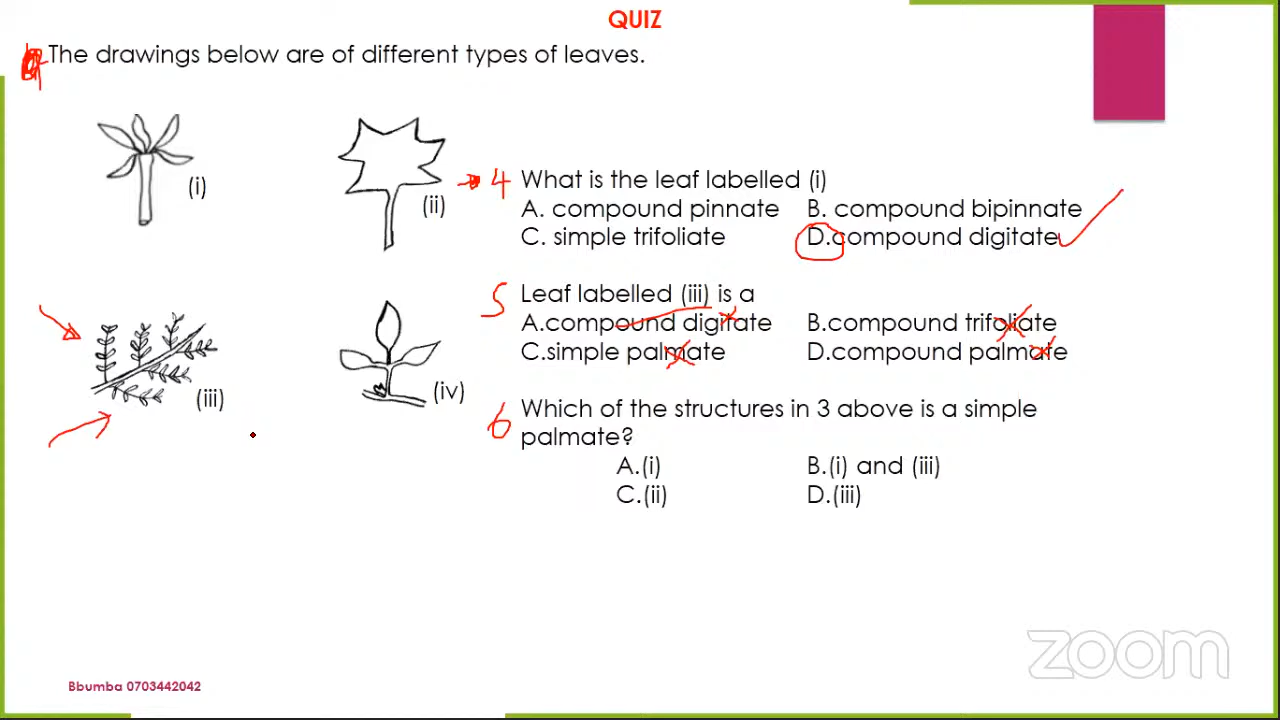 QUIZ
The drawings below are of different types of leaves.
(i)
(ii)
4 What is the leaf labelled (i)
A. compound pinnate B. compound bipinnate
C. simple trifoliate D.compound digitate
5 Leaf labelled (iii) is a
A.compound digitate B.compound trifoliate
C.simple palmate D.compound palmate
(iii)
(iv)
6 Which of the structures in 3 above is a simple
palmate?
A.(i) B.(i) and (iii)
C.(ii) D.(iii)
zoom
Bbumba 0703442042